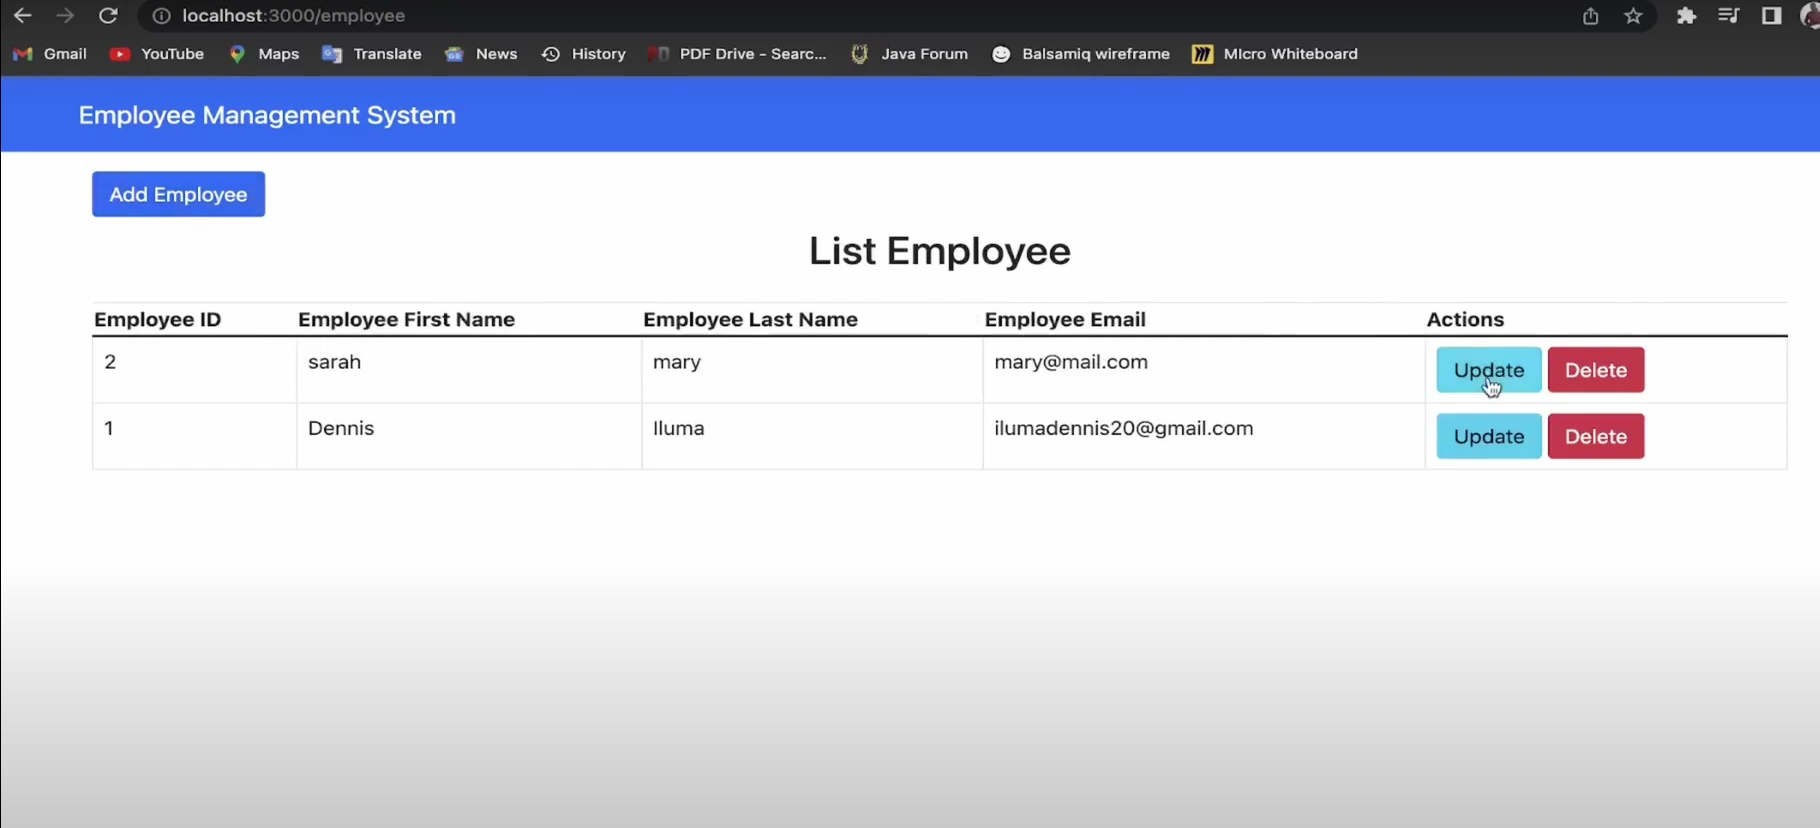 localhost:3000/employee
Gmail YouTube Maps Translate News History PDF Drive - Searc... Java Forum Balsamiq wireframe MIcro Whiteboard
Employee Management System
Add Employee
List Employee
Employee ID Employee First Name Employee Last Name Employee Email Actions
2 sarah mary mary@mail.com Update Delete
1 Dennis Iluma ilumadennis20@gmail.com Update Delete